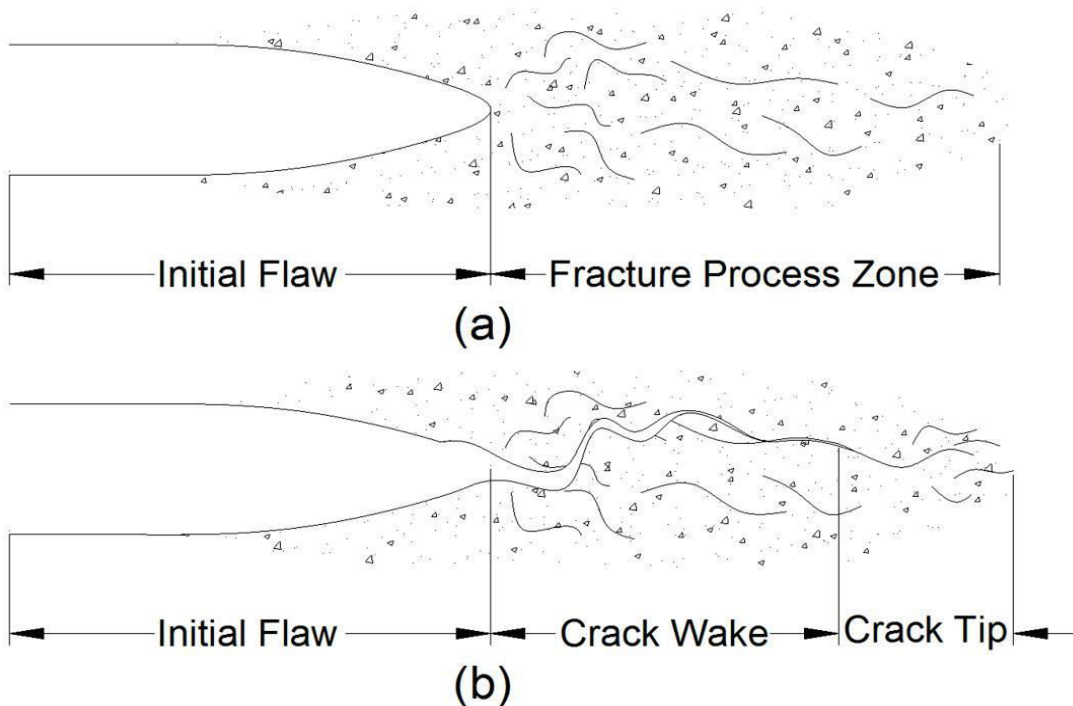 Initial Flaw Fracture Process Zone
(a)
Initial Flaw Crack Wake Crack Tip
(b)